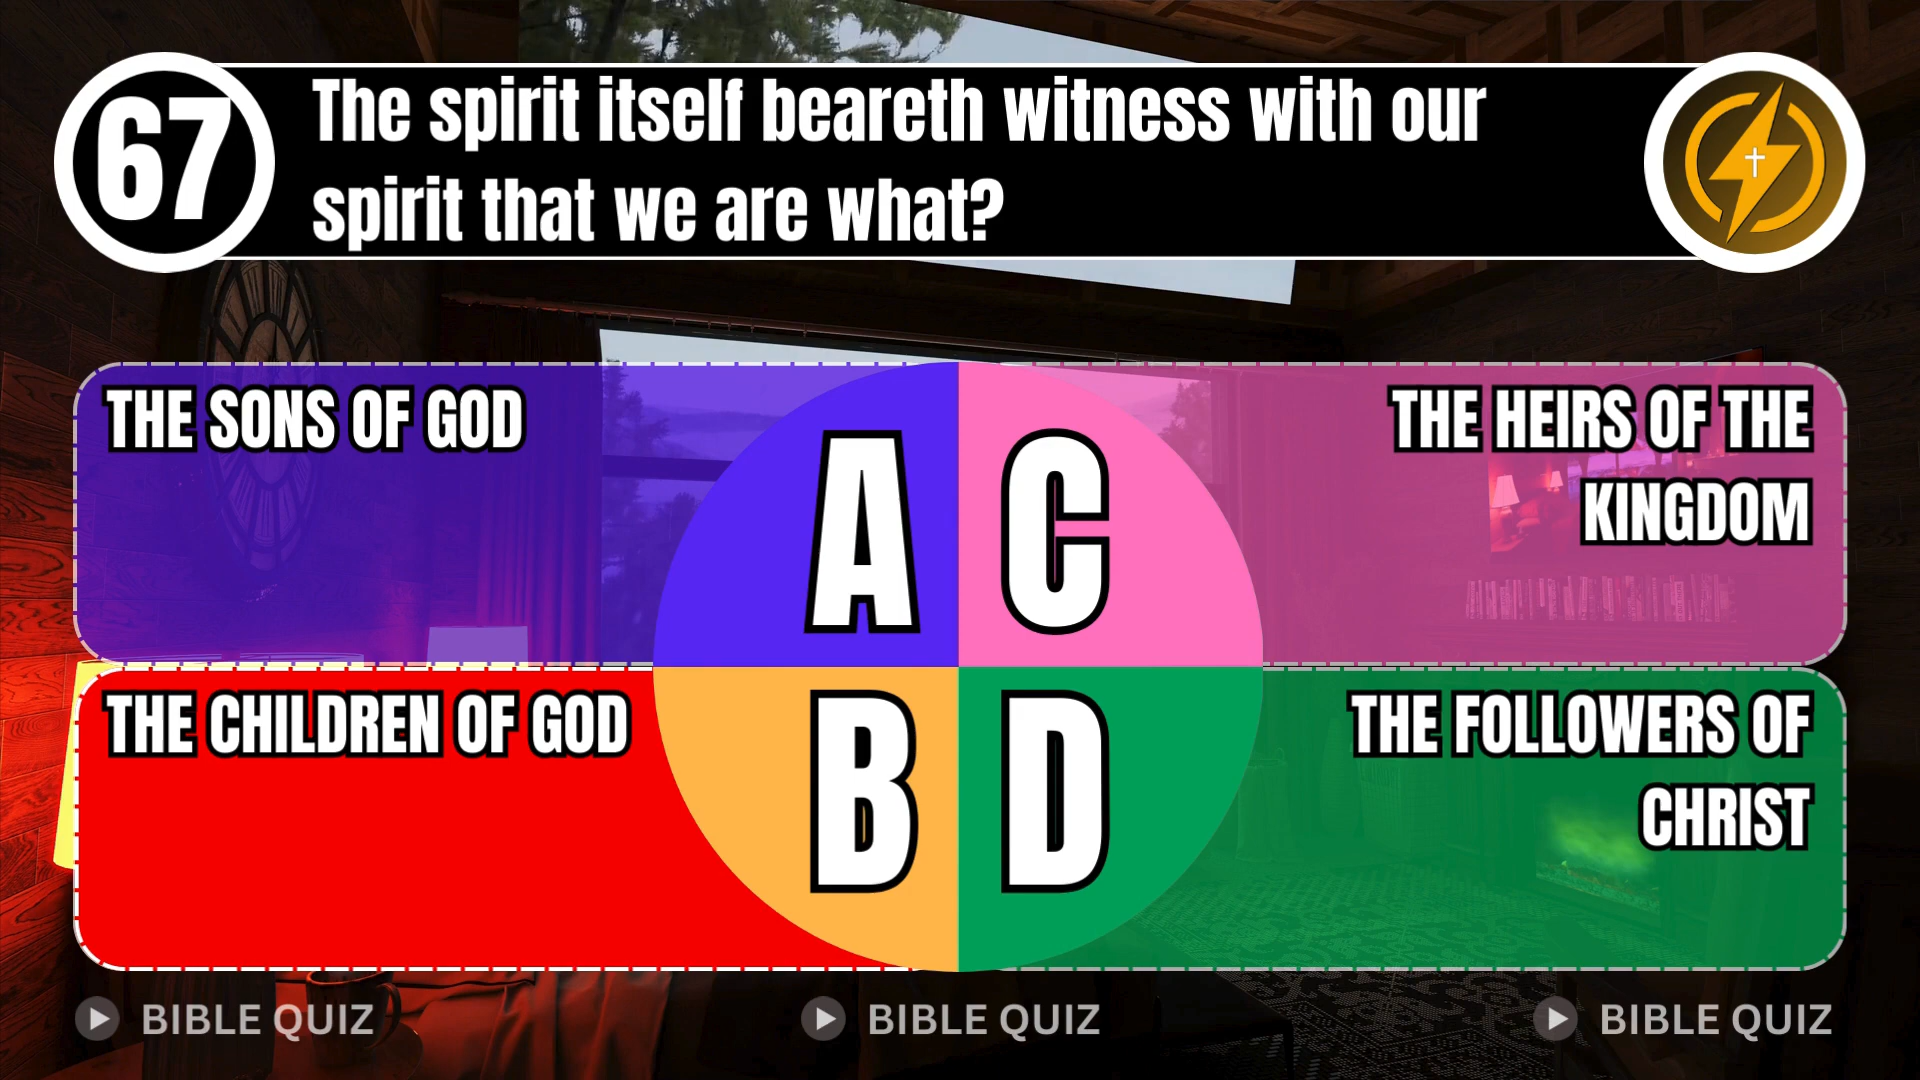 67
The spirit itself beareth witness with our
spirit that we are what?
THE SONS OF GOD
A
THE CHILDREN OF GOD
B
C
THE HEIRS OF THE
KINGDOM
D
THE FOLLOWERS OF
CHRIST
BIBLE QUIZ
BIBLE QUIZ
BIBLE QUIZ